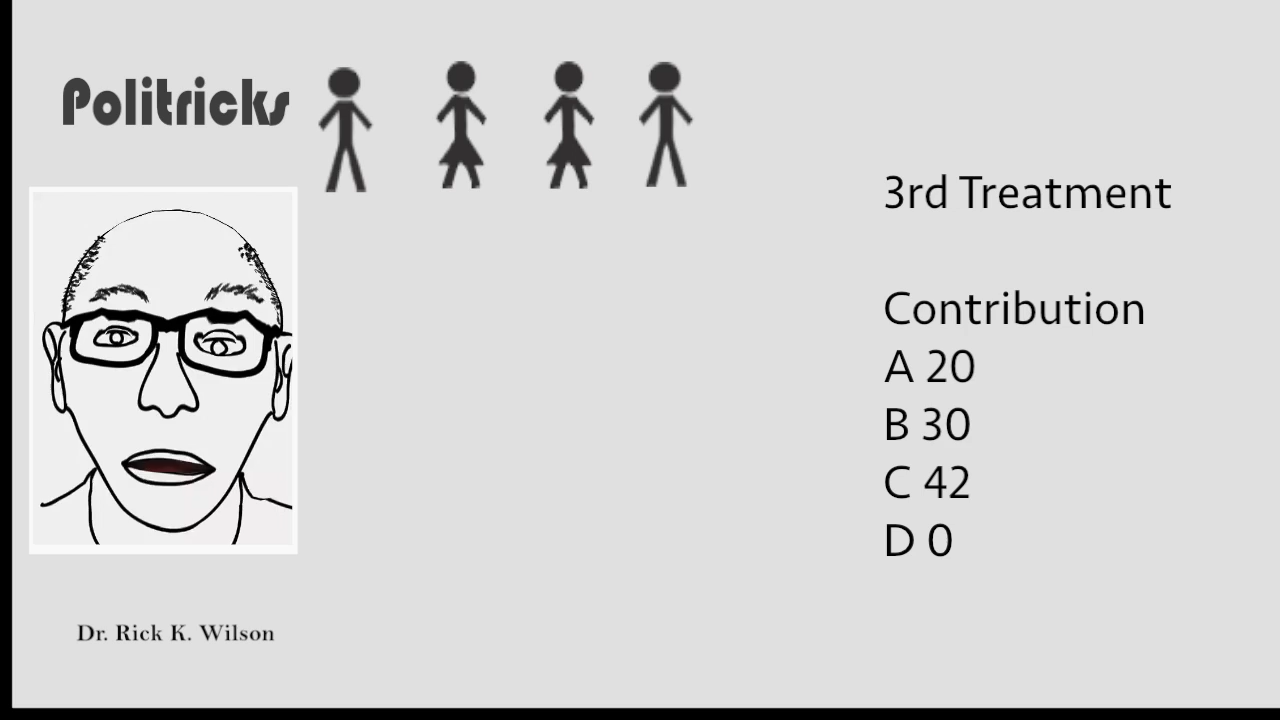 Politricks
3rd Treatment
Contribution
A 20
B 30
C 42
D 0
Dr. Rick K. Wilson